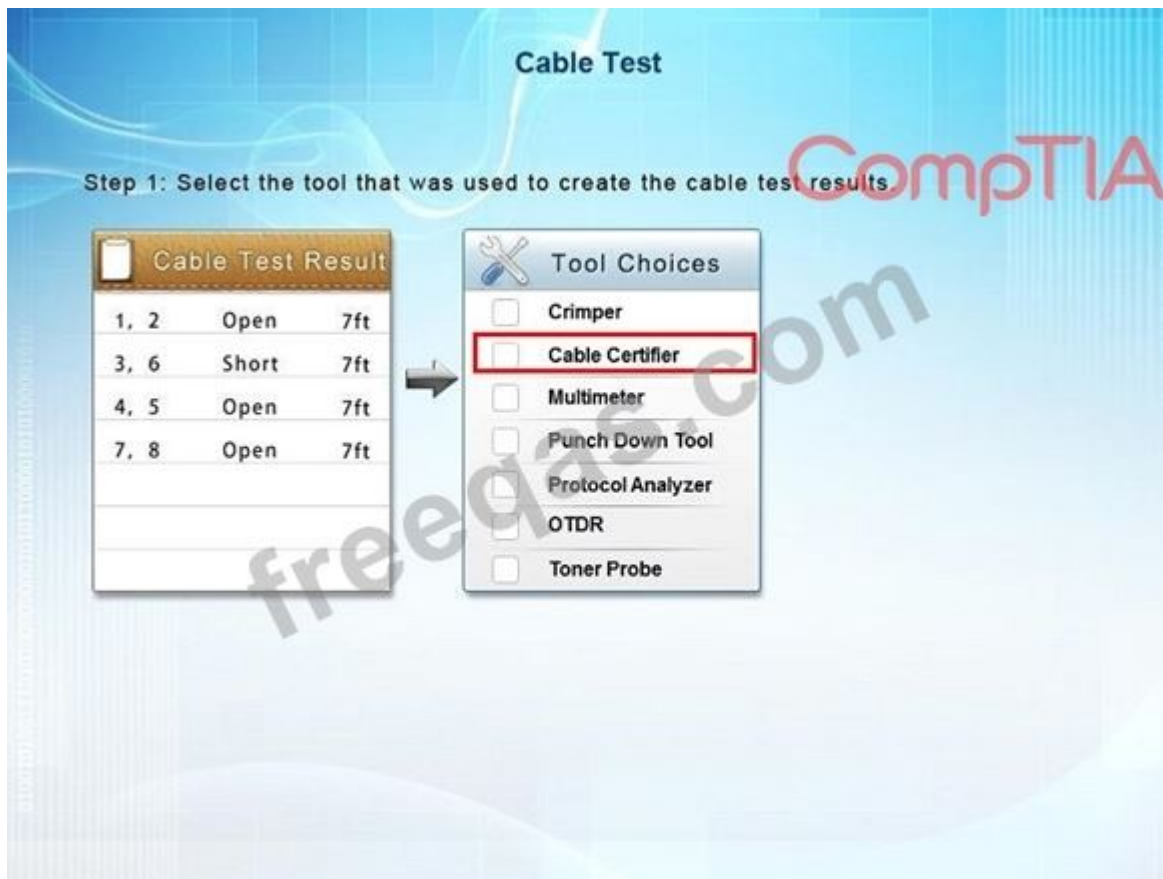 Cable Test
CompTIA
Step 1: Select the tool that was used to create the cable test results.
Cable Test Result
1, 2 Open 7ft
3, 6 Short 7ft
4, 5 Open 7ft
7, 8 Open 7ft
Tool Choices
Crimper
Cable Certifier
Multimeter
Punch Down Tool
Protocol Analyzer
OTDR
Toner Probe
freeqas.com